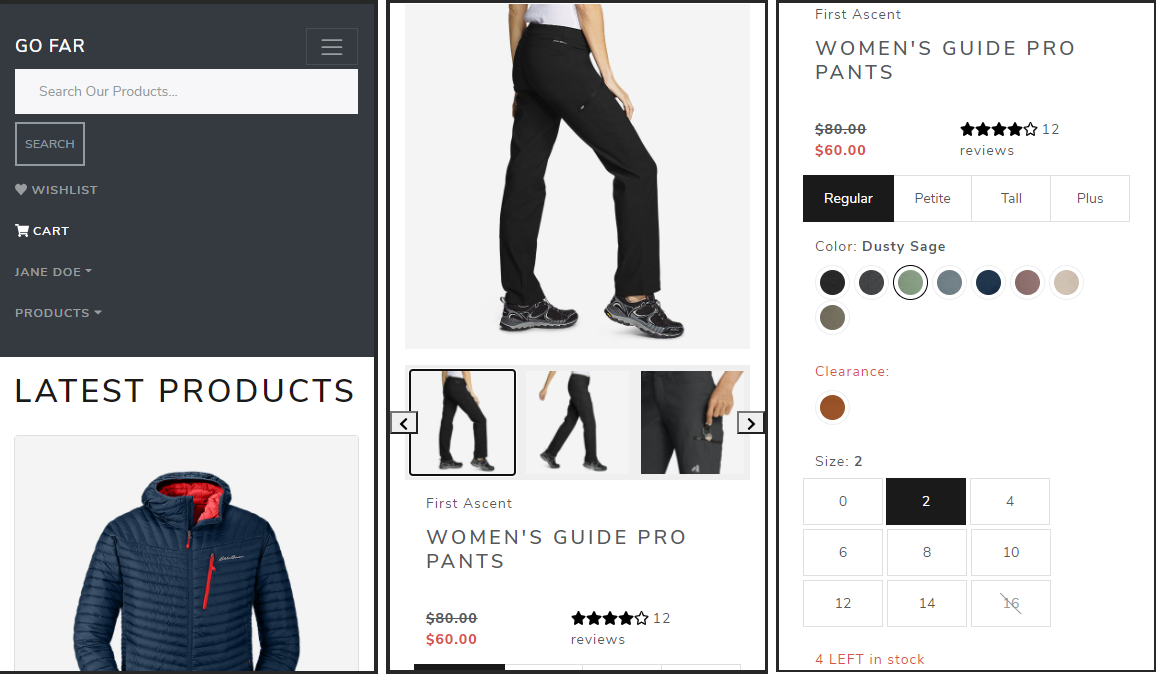 GO FAR
Search Our Products...
SEARCH
WISHLIST
CART
JANE DOE
PRODUCTS
LATEST PRODUCTS
First Ascent
WOMEN'S GUIDE PRO
PANTS
$80.00
12
$60.00
reviews
First Ascent
WOMEN'S GUIDE PRO
PANTS
$80.00
12
$60.00
reviews
Regular Petite Tall Plus
Color: Dusty Sage
Clearance:
Size: 2
0 2 4
6 8 10
12 14 16
4 LEFT in stock